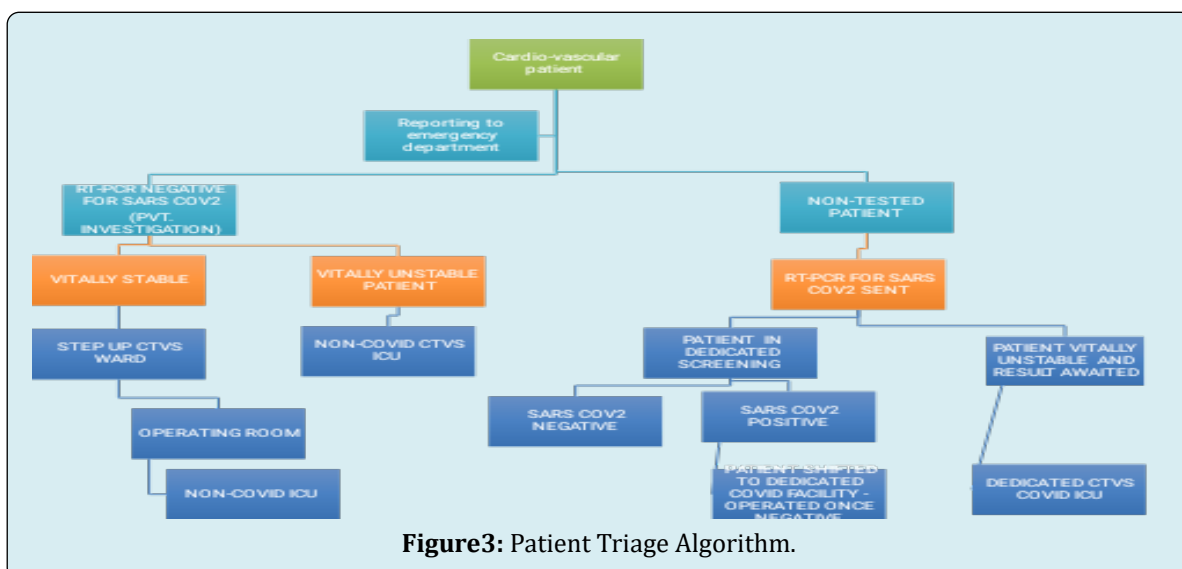 Cardio-vascular
patient
Reporting to
emergency
department
RT-PCR NEGATIVE
FOR SARS COV2
(PVT.
INVESTIGATION)
NON-TESTED
PATIENT
VITALLY STABLE
VITALLY UNSTABLE
PATIENT
RT-PCR FOR SARS
COV2 SENT
STEP UP CTVS
WARD
NON-COVID CTVS
ICU
PATIENT IN
DEDICATED
SCREENING
PATIENT VITALLY
UNSTABLE AND
RESULT AWAITED
OPERATING ROOM
SARS COV2
NEGATIVE
SARS COV2
POSITIVE
NON-COVID ICU
PATIENT SHIFTED
TO DEDICATED
COVID FACILITY -
OPERATED ONCE
NEGATIVE
DEDICATED CTVS
COVID ICU
Figure3: Patient Triage Algorithm.